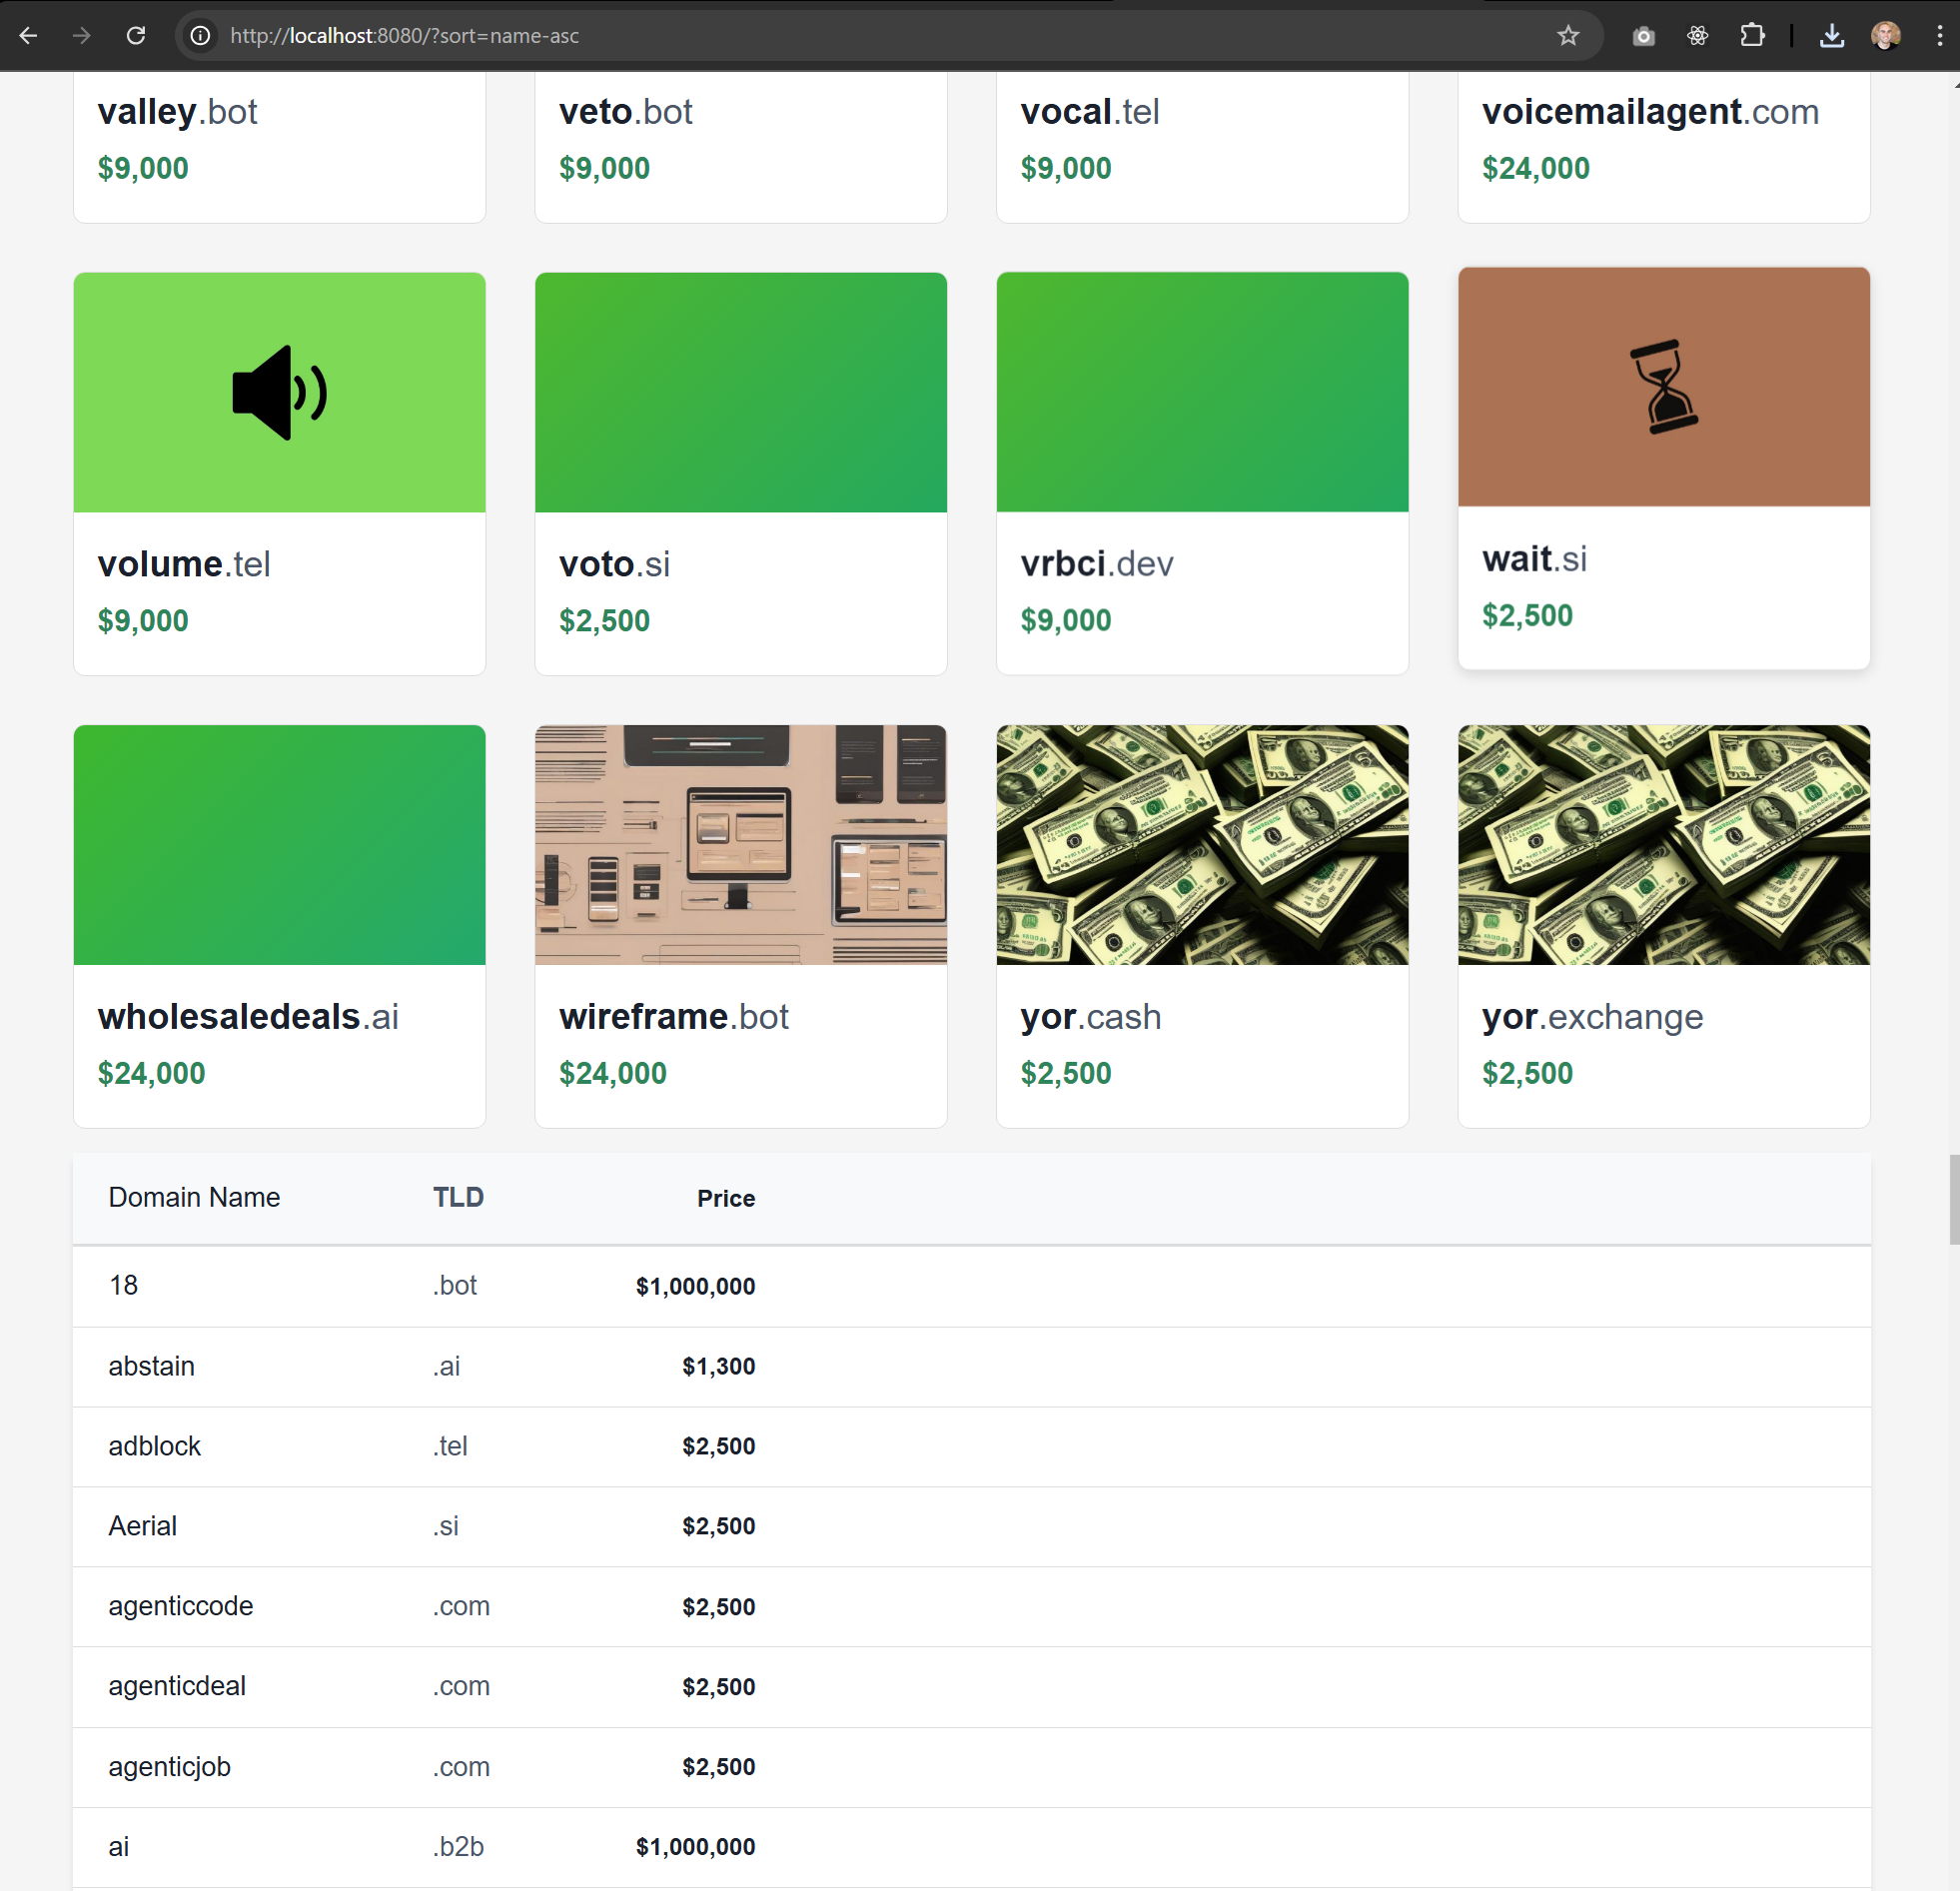 http://localhost:8080/?sort=name-asc
valley.bot
$9,000
veto.bot
$9,000
vocal.tel
$9,000
voicemailagent.com
$24,000
volume.tel
$9,000
voto.si
$2,500
vrbci.dev
$9,000
wait.si
$2,500
wholesaledeals.ai
$24,000
wireframe.bot
$24,000
yor.cash
$2,500
yor.exchange
$2,500
Domain Name TLD Price
18 .bot $1,000,000
abstain .ai $1,300
adblock .tel $2,500
Aerial .si $2,500
agenticcode .com $2,500
agenticdeal .com $2,500
agenticjob .com $2,500
ai .b2b $1,000,000